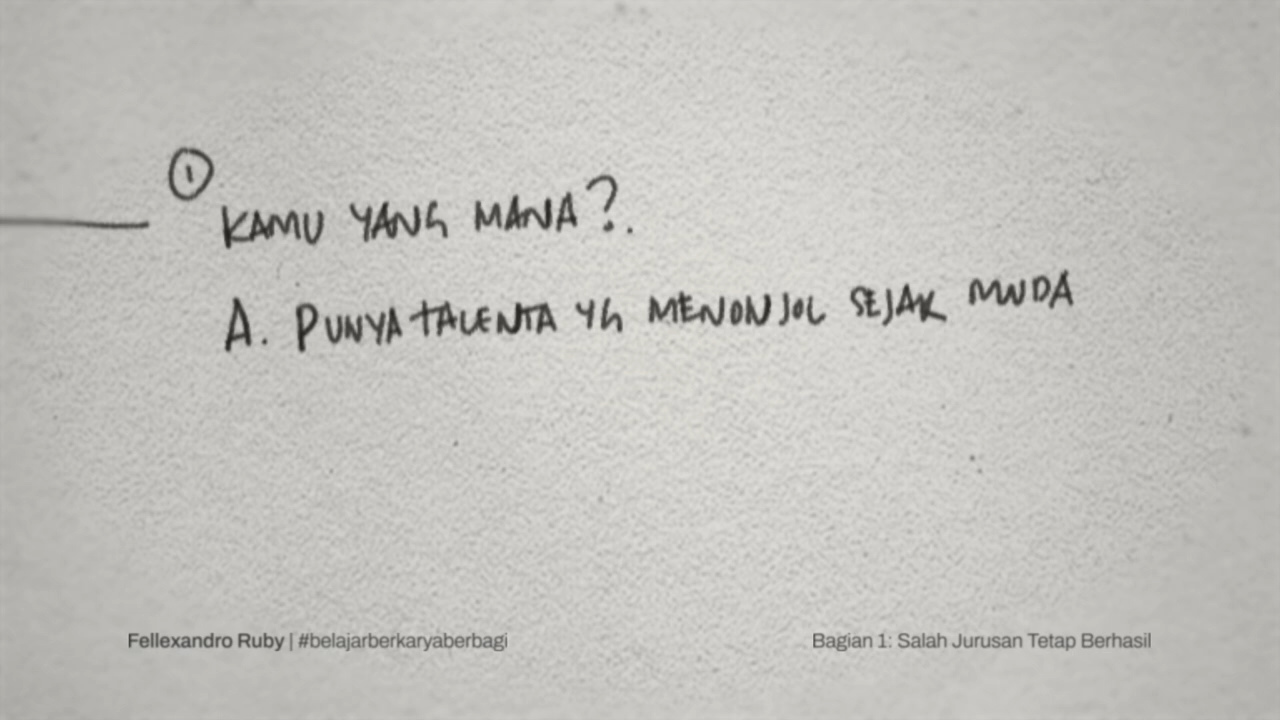 1
KAMU YANG MANA?.
A. PUNYA TALENTA YG MENONJOL SEJAK MUDA
Fellexandro Ruby | #belajarberkaryaberbagi
Bagian 1: Salah Jurusan Tetap Berhasil